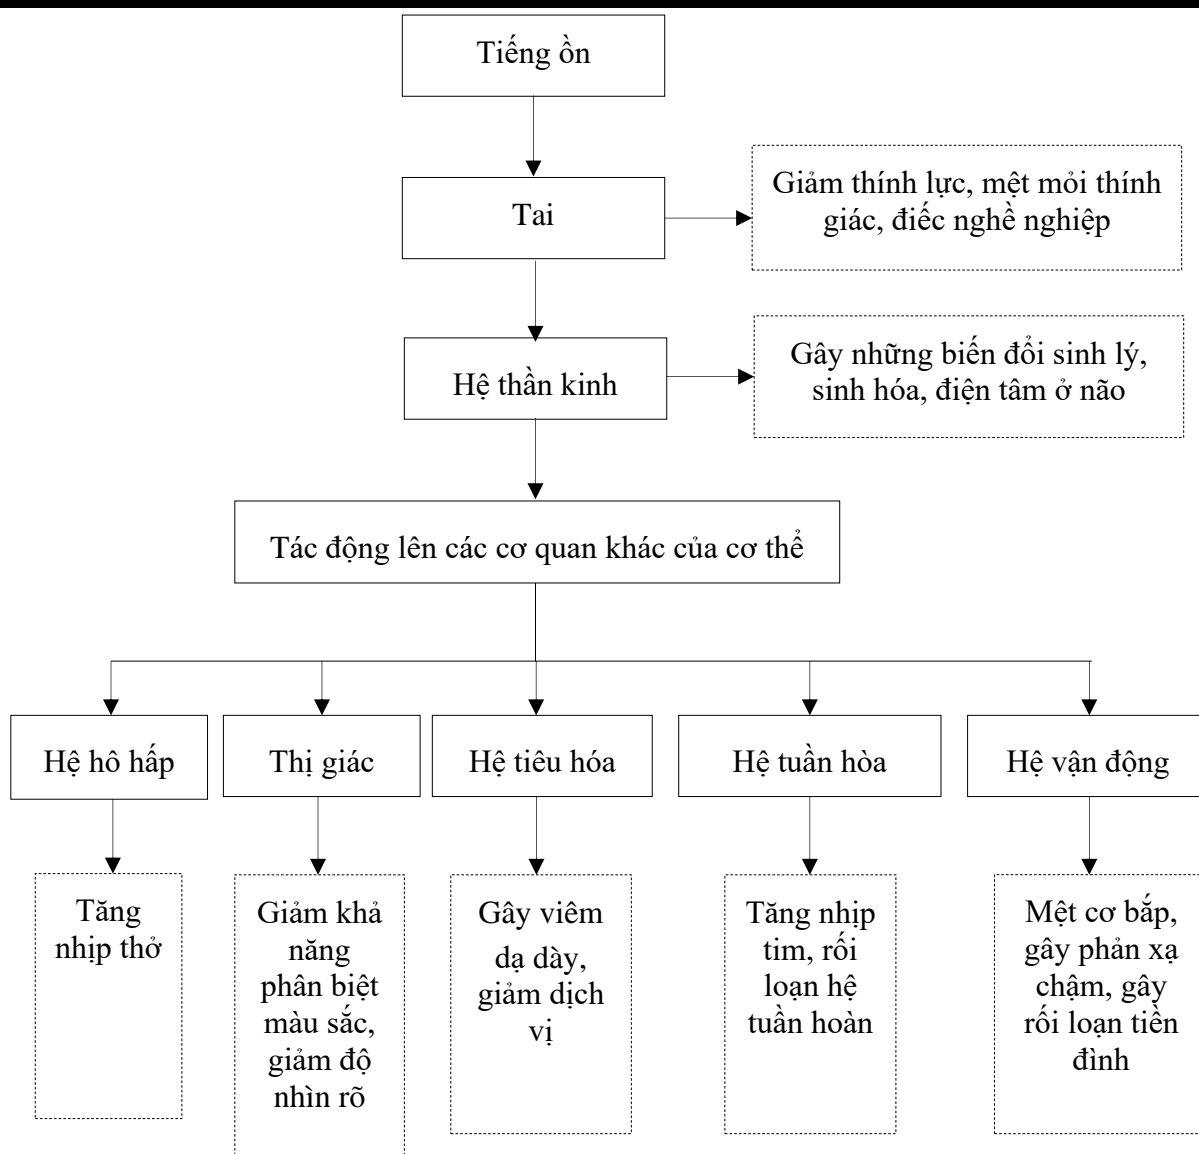 Tiếng ồn
Tai
Giảm thính lực, mệt mỏi thính
giác, điếc nghề nghiệp
Hệ thần kinh
Gây những biến đổi sinh lý,
sinh hóa, điện tâm ở não
Tác động lên các cơ quan khác của cơ thể
Hệ hô hấp
Thị giác
Hệ tiêu hóa
Hệ tuần hòa
Hệ vận động
Tăng
nhịp thở
Giảm khả
năng
phân biệt
màu sắc,
giảm độ
nhìn rõ
Gây viêm
dạ dày,
giảm dịch
vị
Tăng nhịp
tim, rối
loạn hệ
tuần hoàn
Mệt cơ bắp,
gây phản xạ
chậm, gây
rối loạn tiền
đình